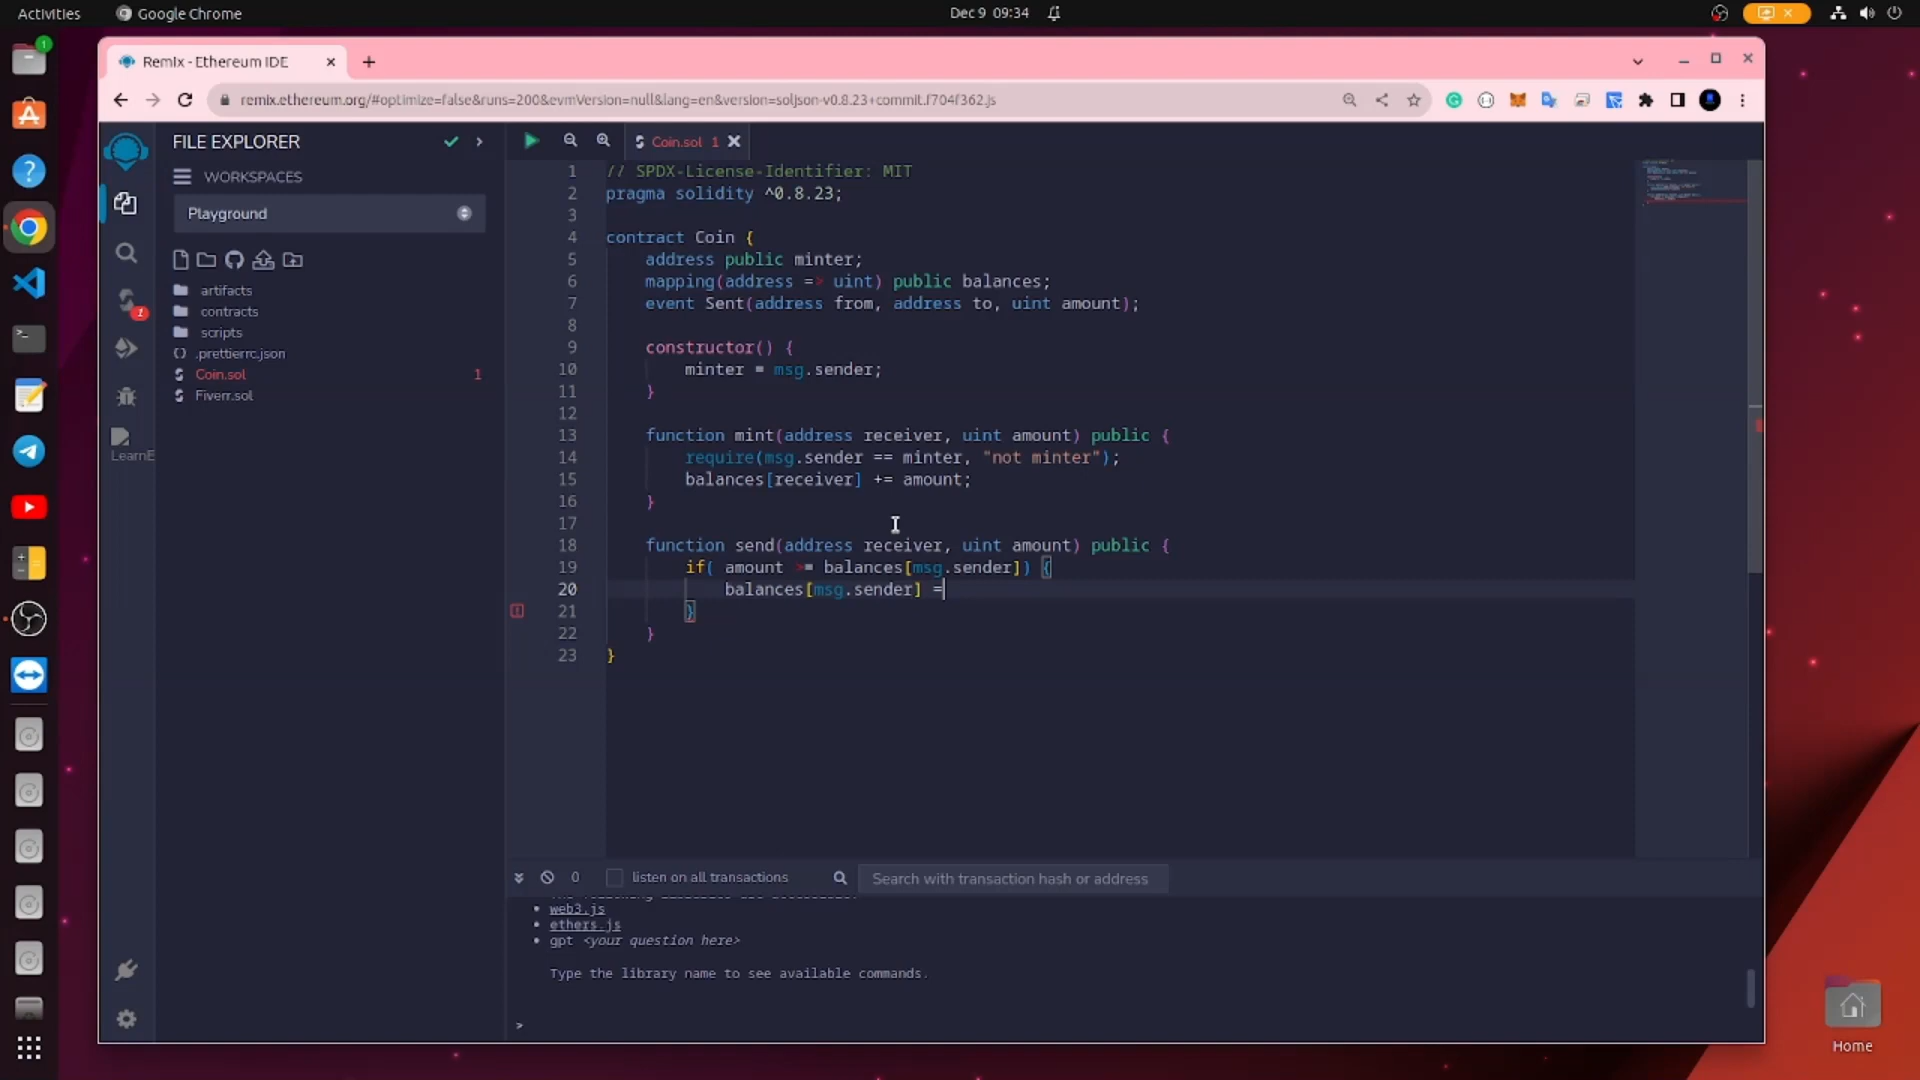 Activities
Google Chrome
Dec 9 09:34
1
Remix - Ethereum IDE
remix.ethereum.org/#optimize=false&runs=200&evmVersion=null&lang=en&version=soljson-v0.8.23+commit.f704f362.js
FILE EXPLORER
WORKSPACES
Playground
artifacts
contracts
scripts
.prettierrc.json
Coin.sol 1
Fiverr.sol
1
LearnE
Coin.sol 1
1 // SPDX-License-Identifier: MIT
2 pragma solidity ^0.8.23;
3
4 contract Coin {
5 address public minter;
6 mapping(address => uint) public balances;
7 event Sent(address from, address to, uint amount);
8
9 constructor() {
10 minter = msg.sender;
11 }
12
13 function mint(address receiver, uint amount) public {
14 require(msg.sender == minter, "not minter");
15 balances[receiver] += amount;
16 }
17
18 function send(address receiver, uint amount) public {
19 if( amount >= balances[msg.sender]) {
20 balances[msg.sender] =
21 }
22 }
23 }
0
listen on all transactions
Search with transaction hash or address
• web3.js
• ethers.js
• gpt <your question here>
Type the library name to see available commands.
>
Home